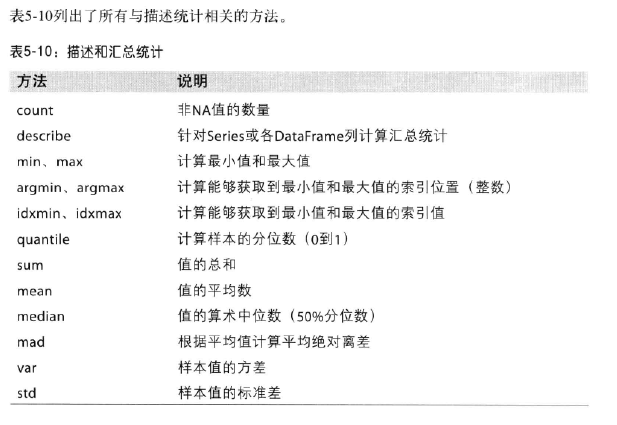 表5-10列出了所有与描述统计相关的方法。
表5-10：描述和汇总统计
方法 说明
count 非NA值的数量
describe 针对Series或各DataFrame列计算汇总统计
min、max 计算最小值和最大值
argmin、argmax 计算能够获取到最小值和最大值的索引位置（整数）
idxmin、idxmax 计算能够获取到最小值和最大值的索引值
quantile 计算样本的分位数（0到1）
sum 值的总和
mean 值的平均数
median 值的算术中位数（50%分位数）
mad 根据平均值计算平均绝对离差
var 样本值的方差
std 样本值的标准差